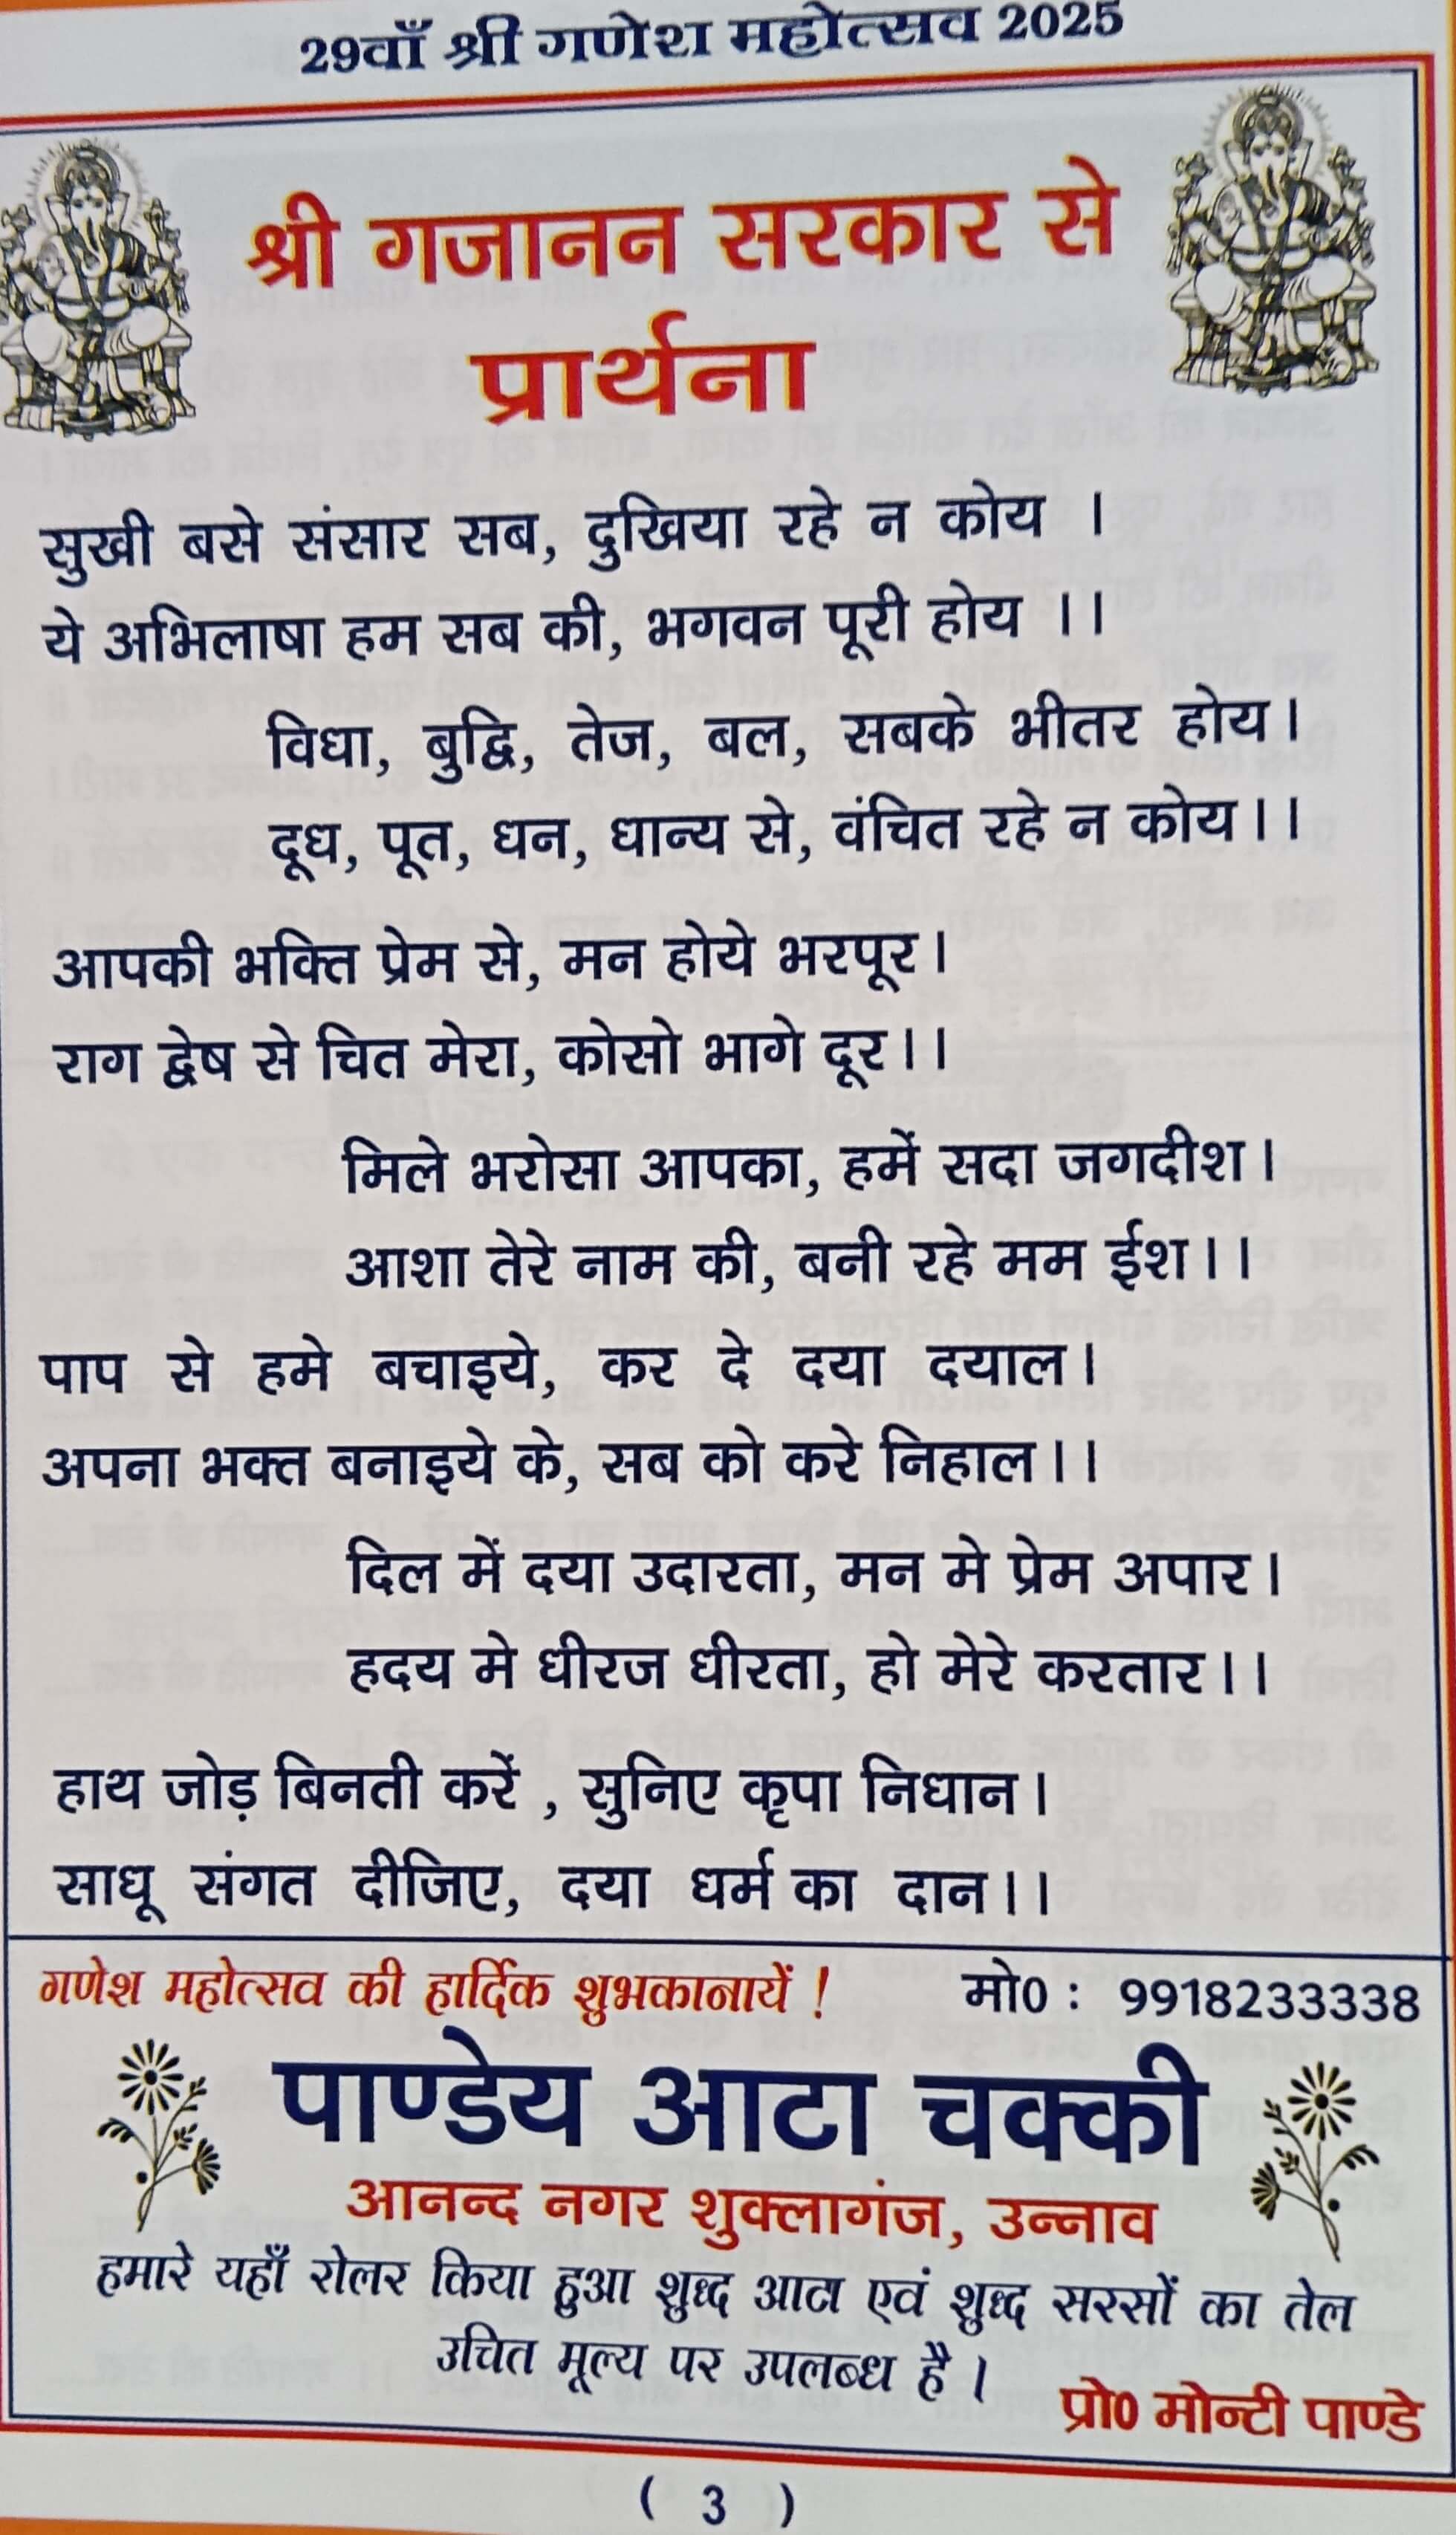 29वाँ श्री गणेश महोत्सव 2025
श्री गजानन सरकार से
प्रार्थना
सुखी बसे संसार सब, दुखिया रहे न कोय ।
ये अभिलाषा हम सब की, भगवन पूरी होय ।।
विधा, बुद्वि, तेज, बल, सबके भीतर होय।
दूध, पूत, धन, धान्य से, वंचित रहे न कोय।।
आपकी भक्ति प्रेम से, मन होये भरपूर।
राग द्वेष से चित मेरा, कोसो भागे दूर।।
मिले भरोसा आपका, हमें सदा जगदीश।
आशा तेरे नाम की, बनी रहे मम ईश।।
पाप से हमे बचाइये, कर दे दया दयाल।
अपना भक्त बनाइये के, सब को करे निहाल।।
दिल में दया उदारता, मन मे प्रेम अपार।
हदय मे धीरज धीरता, हो मेरे करतार।।
हाथ जोड़ बिनती करें , सुनिए कृपा निधान।
साधू संगत दीजिए, दया धर्म का दान।।
गणेश महोत्सव की हार्दिक शुभकानायें ! मो0 : 9918233338
पाण्डेय आटा चक्की
आनन्द नगर शुक्लागंज, उन्नाव
हमारे यहाँ रोलर किया हुआ शुध्द आटा एवं शुध्द सरसों का तेल
उचित मूल्य पर उपलब्ध है ।
प्रो0 मोन्टी पाण्डे
( 3 )